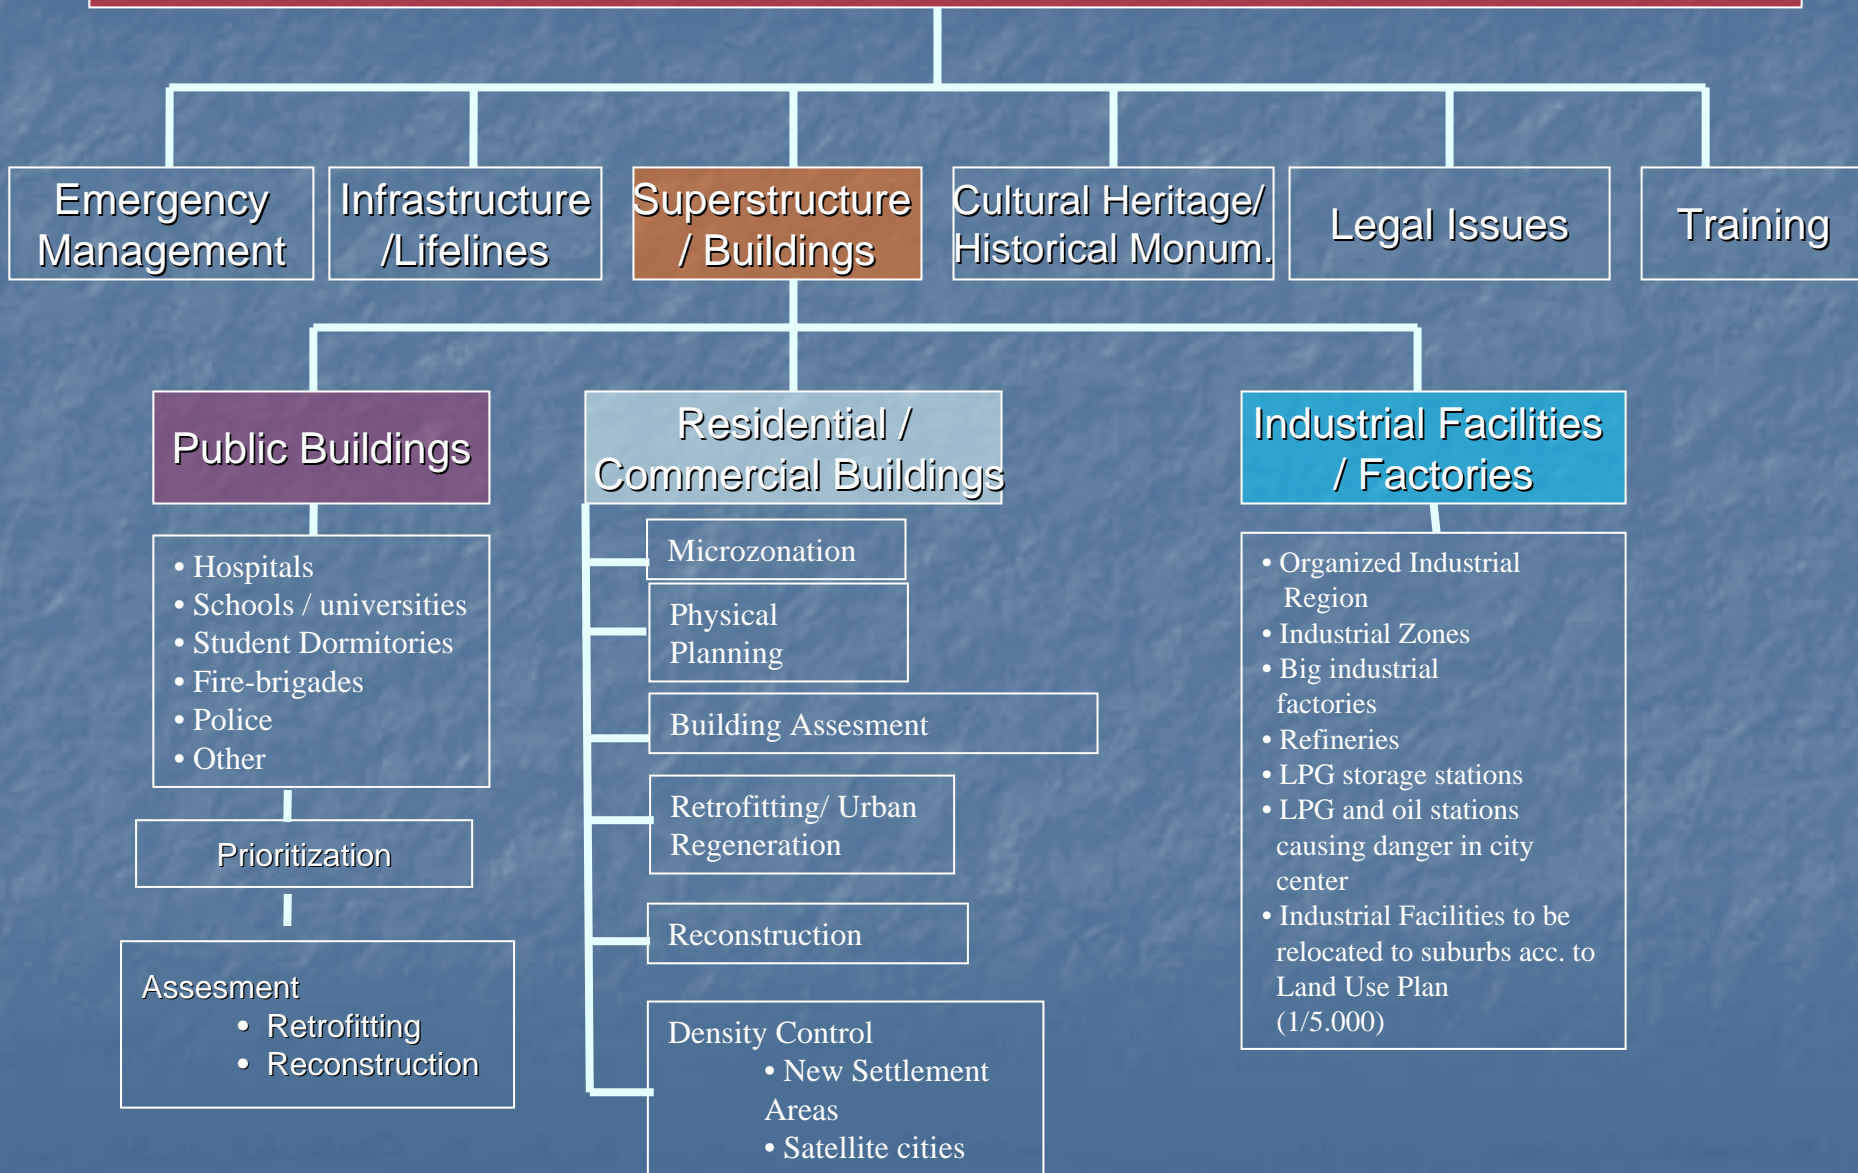 Emergency
Management
Infrastructure
/Lifelines
Superstructure
/ Buildings
Cultural Heritage/
Historical Monum.
Legal Issues
Training
Public Buildings
• Hospitals
• Schools / universities
• Student Dormitories
• Fire-brigades
• Police
• Other
Prioritization
Assesment
• Retrofitting
• Reconstruction
Residential /
Commercial Buildings
Microzonation
Physical
Planning
Building Assesment
Retrofitting/ Urban
Regeneration
Reconstruction
Density Control
• New Settlement
Areas
• Satellite cities
Industrial Facilities
/ Factories
• Organized Industrial
Region
• Industrial Zones
• Big industrial
factories
• Refineries
• LPG storage stations
• LPG and oil stations
causing danger in city
center
• Industrial Facilities to be
relocated to suburbs acc. to
Land Use Plan
(1/5.000)